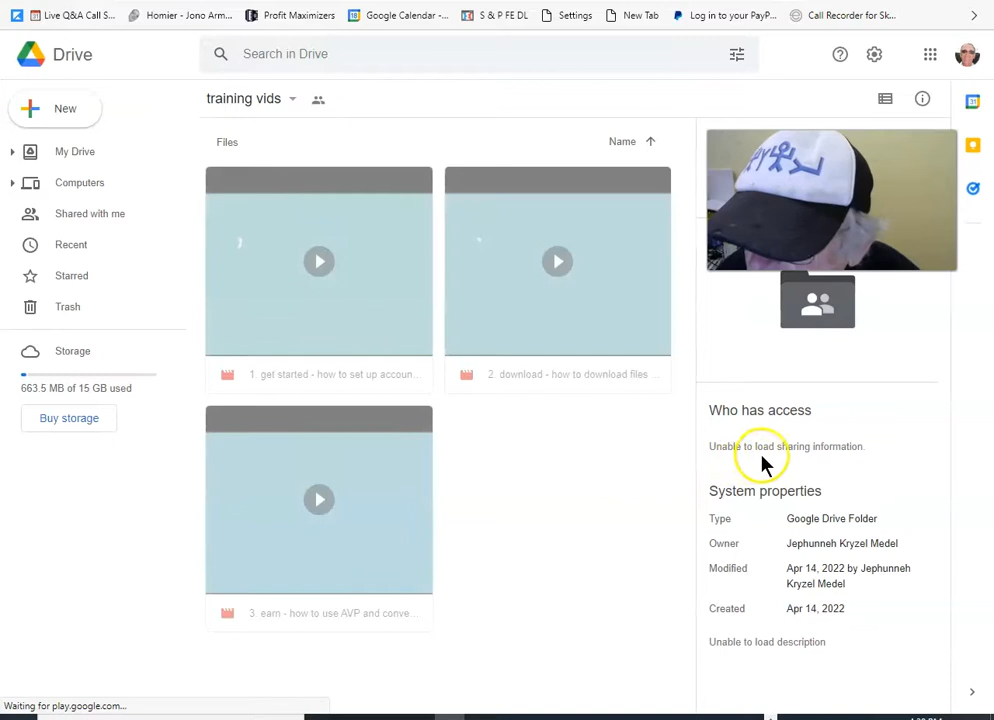 Live Q&A Call S...
Homier - Jono Arm...
Profit Maximizers
Google Calendar -...
S & P FE DL
Settings
New Tab
Log in to your PayP...
Call Recorder for Sk...
Drive
Search in Drive
New
training vids
My Drive
Computers
Shared with me
Recent
Starred
Trash
Storage
663.5 MB of 15 GB used
Buy storage
Files
Name
1. get started - how to set up accoun...
2. download - how to download files ...
3. earn - how to use AVP and conve...
Who has access
Unable to load sharing information.
System properties
Type Google Drive Folder
Owner Jephunneh Kryzel Medel
Modified Apr 14, 2022 by Jephunneh
Kryzel Medel
Created Apr 14, 2022
Unable to load description
Waiting for play.google.com...